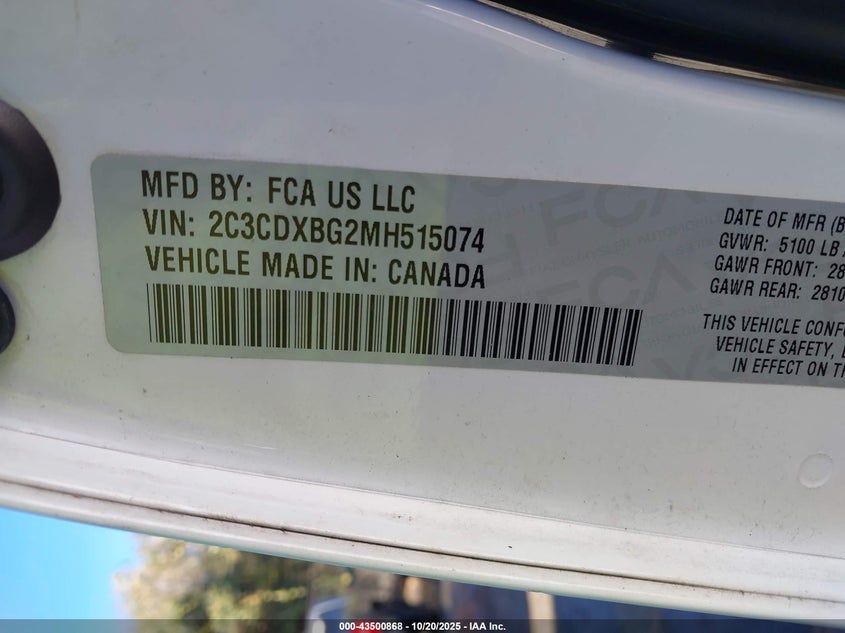 MFD BY: FCA US LLC
VIN: 2C3CDXBG2MH515074
VEHICLE MADE IN: CANADA
DATE OF MFR (B
GVWR: 5100 LB
GAWR FRONT: 28
GAWR REAR: 2810
THIS VEHICLE CONF
VEHICLE SAFETY,
IN EFFECT ON
000-43500868 - 10/20/2025 - IAA Inc.